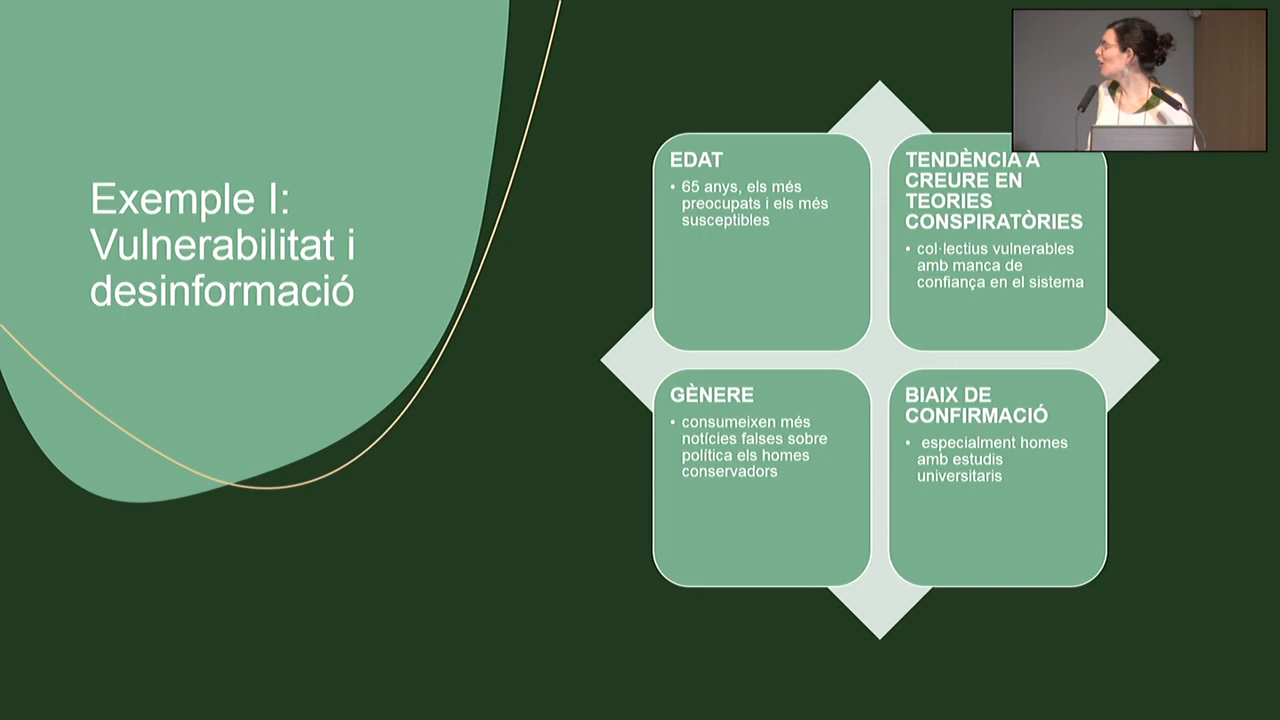 Exemple I:
Vulnerabilitat i
desinformació
EDAT
• 65 anys, els més
preocupats i els més
susceptibles
TENDÈNCIA A
CREURE EN
TEORIES
CONSPIRATÒRIES
• col·lectius vulnerables
amb manca de
confiança en el sistema
GÈNERE
• consumeixen més
notícies falses sobre
política els homes
conservadors
BIAIX DE
CONFIRMACIÓ
• especialment homes
amb estudis
universitaris